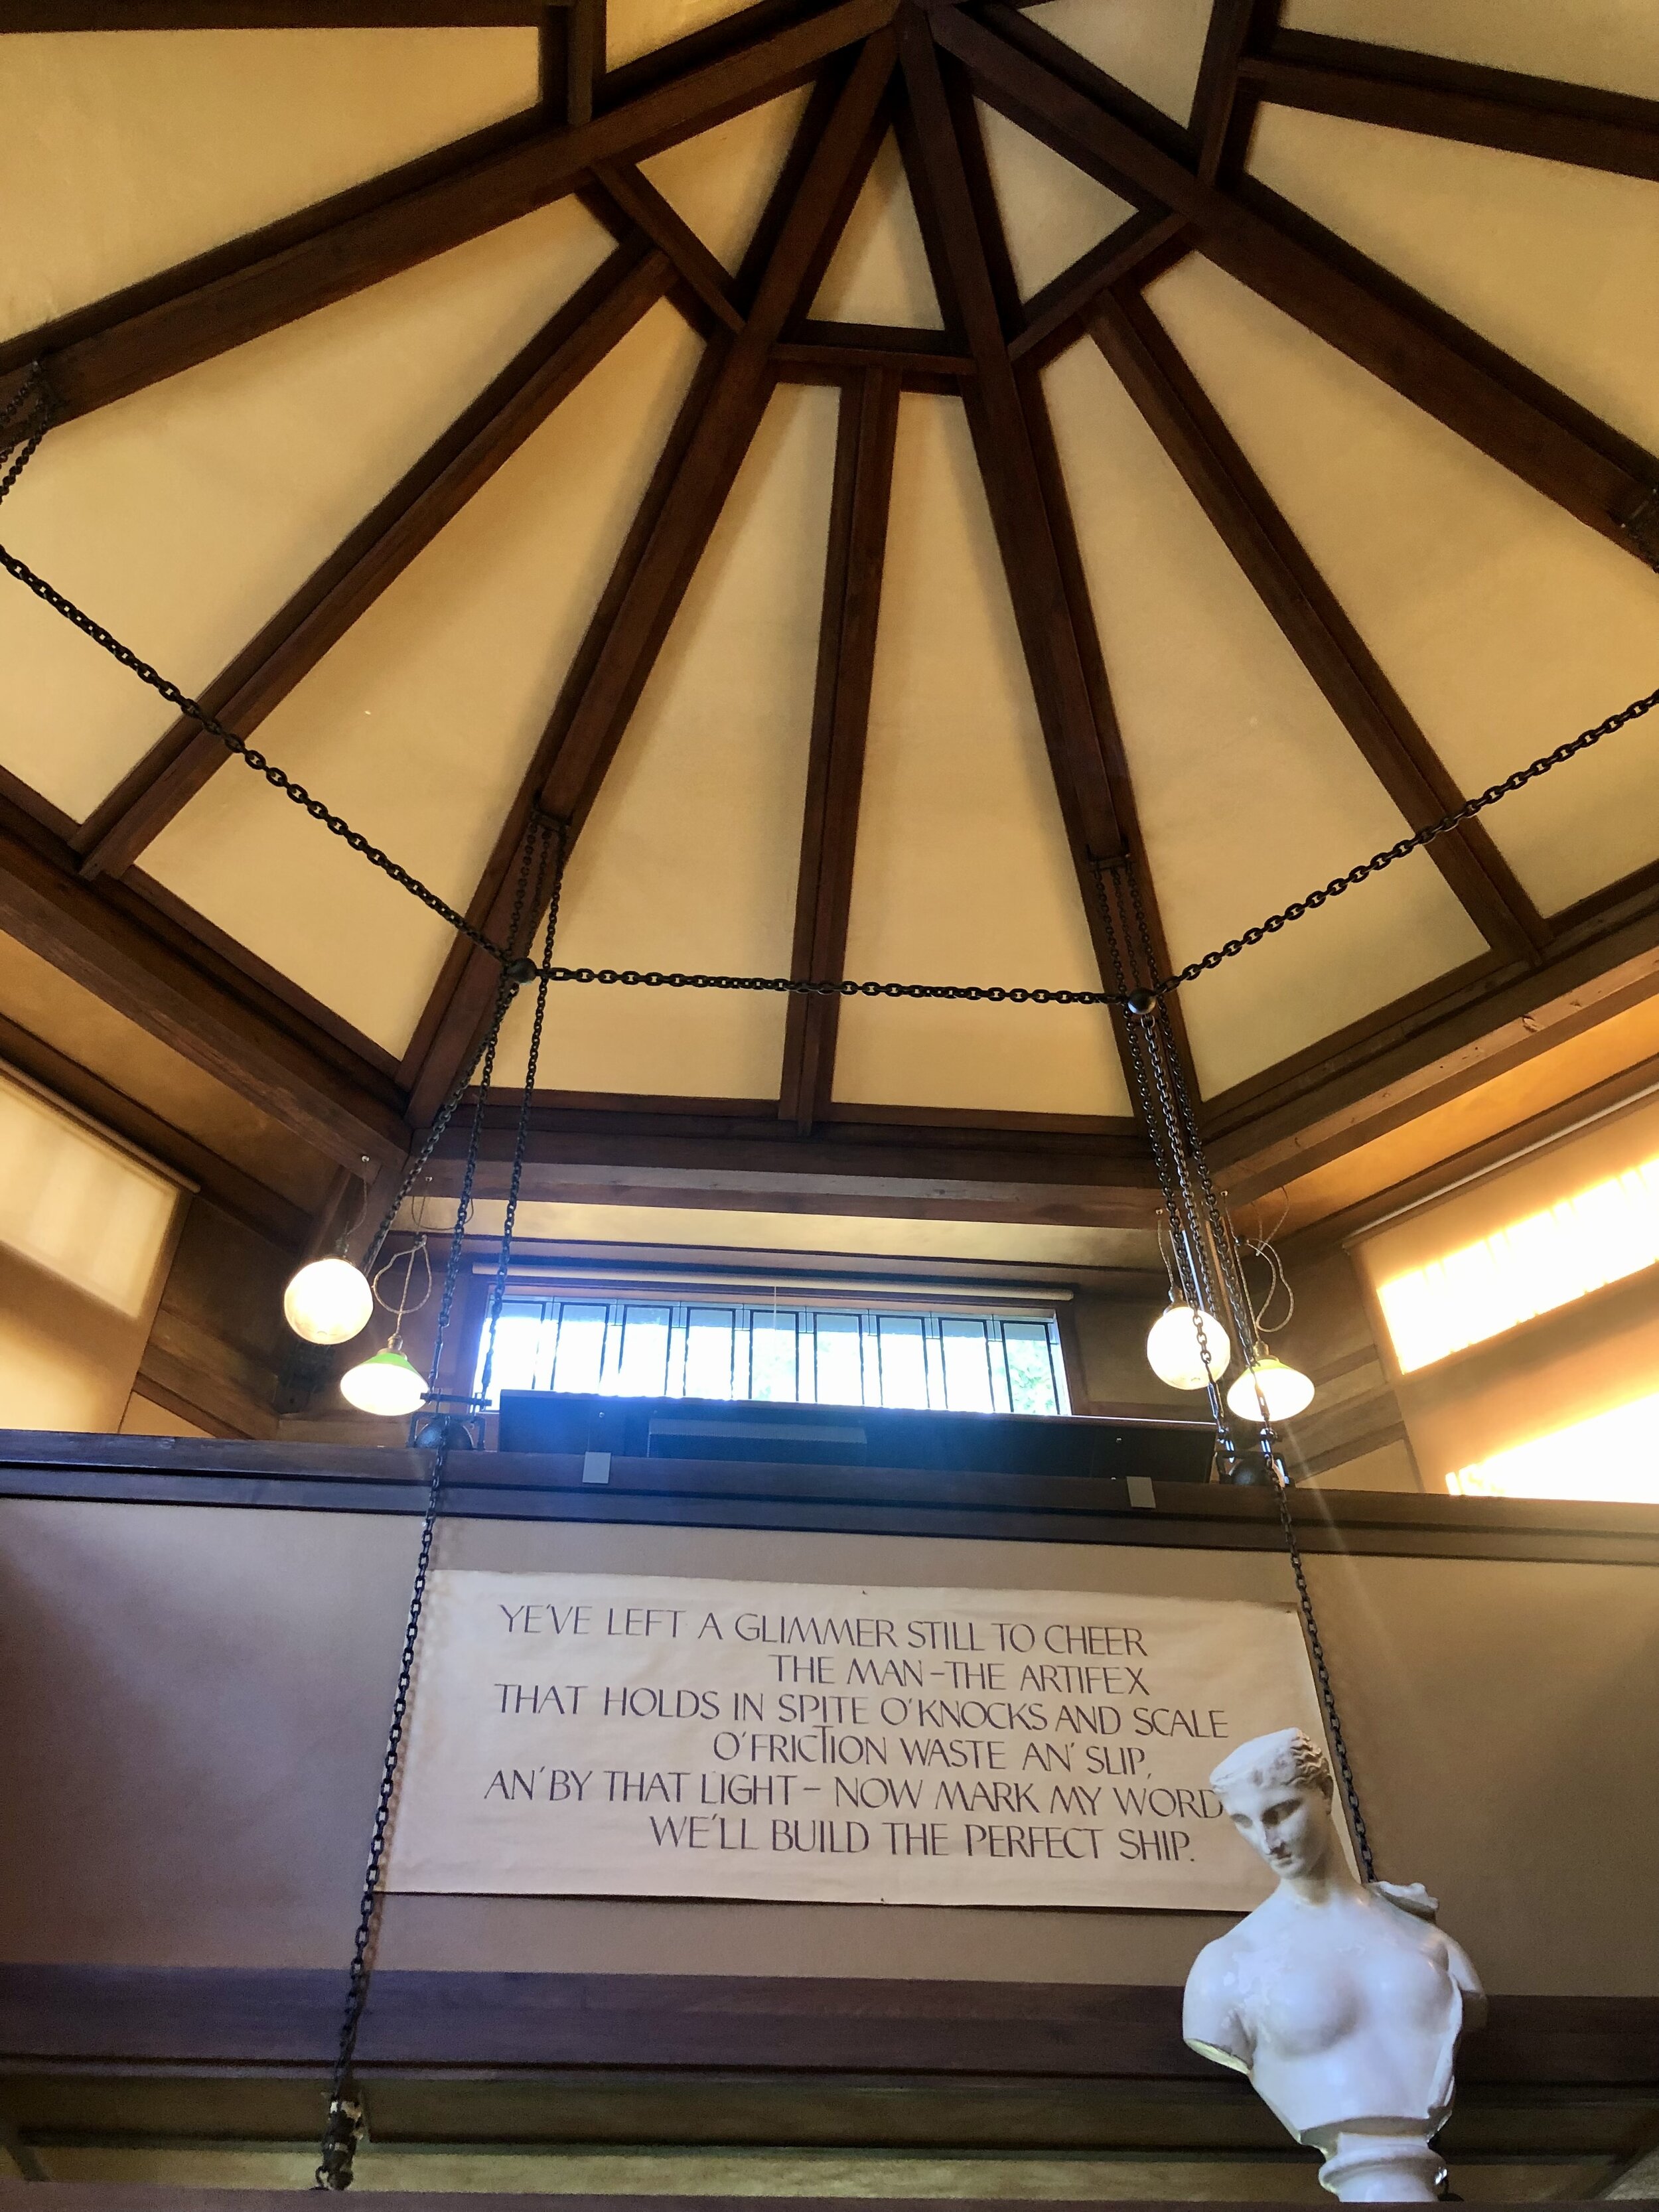 YE'VE LEFT A GLIMMER STILL TO CHEER
THE MAN-THE ARTIFEX
THAT HOLDS IN SPITE O'KNOCKS AND SCALE
O'FRICTION WASTE AN' SLIP,
AN' BY THAT LIGHT- NOW MARK MY WORD
WE'LL BUILD THE PERFECT SHIP.